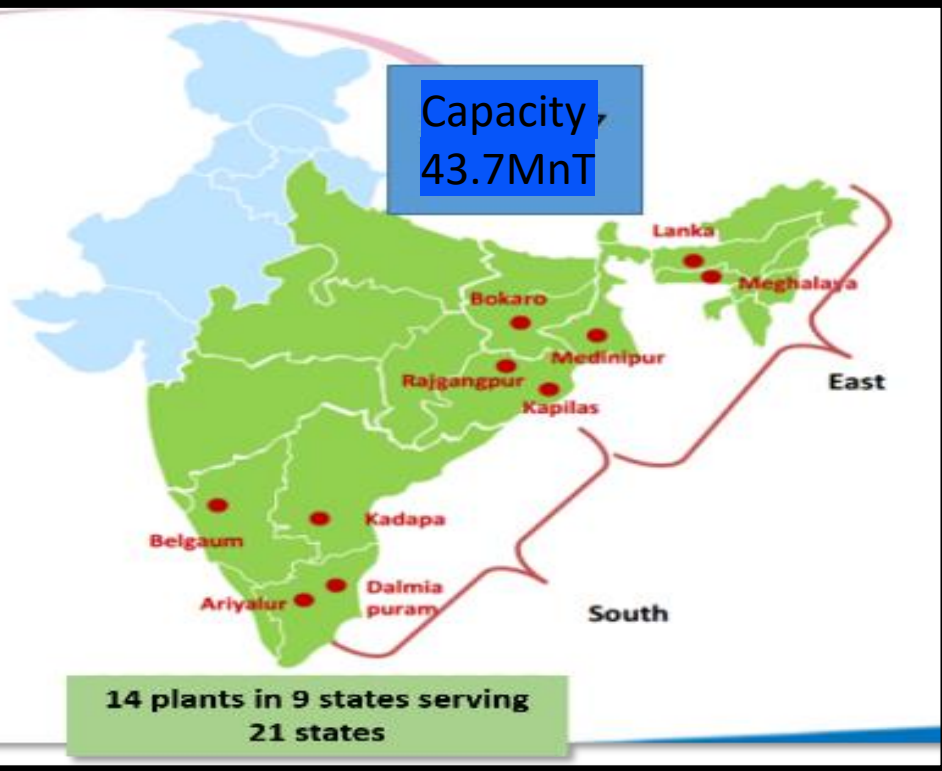 Capacity
43.7MnT
Lanka
Meghalaya
Bokaro
Medinipur
Rajgangpur
Kapilas
East
Belgaum
Kadapa
Ariyalur
Dalmia
puram
South
14 plants in 9 states serving
21 states